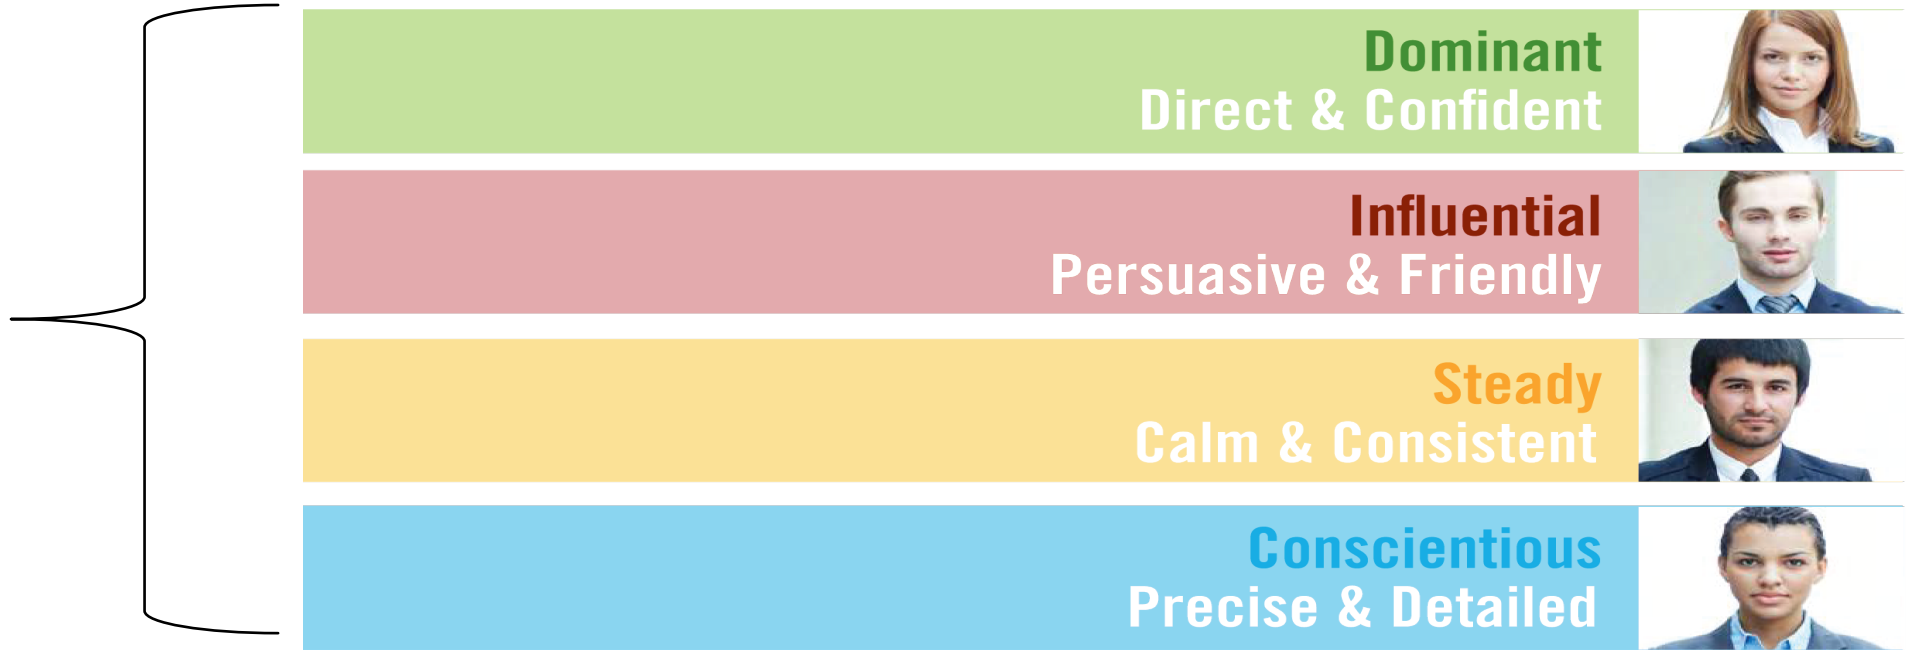 Dominant
Direct & Confident
Influential
Persuasive & Friendly
Steady
Calm & Consistent
Conscientious
Precise & Detailed